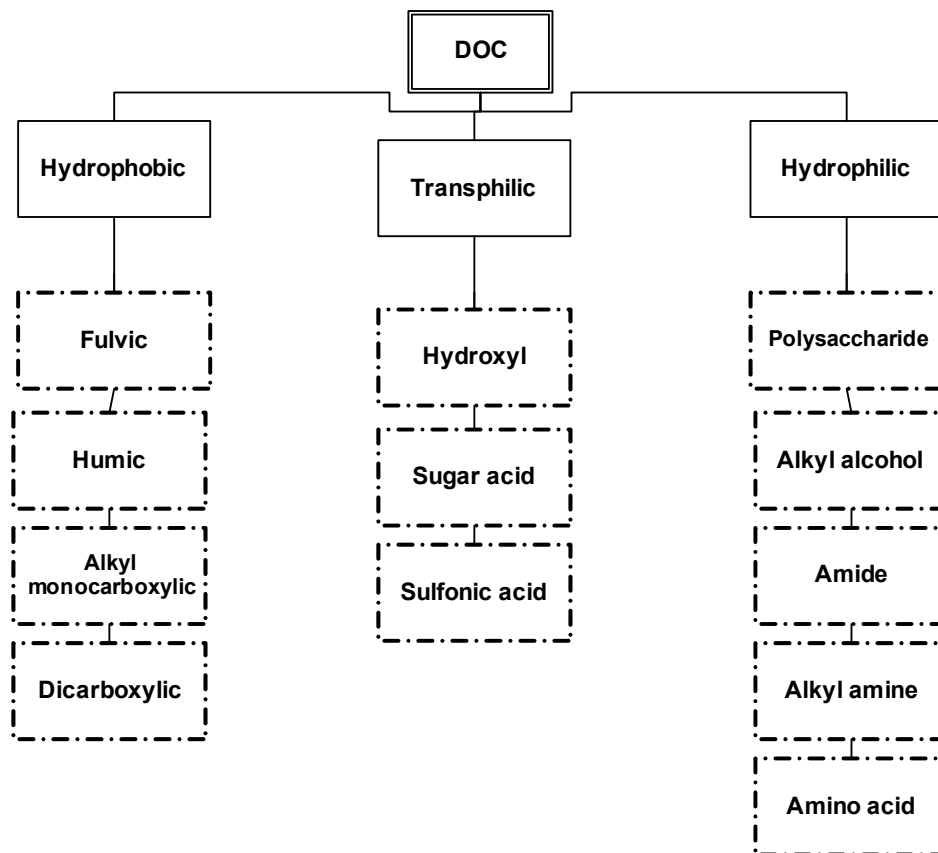 DOC
Hydrophobic
Transphilic
Hydrophilic
Fulvic
Humic
Alkyl
monocarboxylic
Dicarboxylic
Hydroxyl
Sugar acid
Sulfonic acid
Polysaccharide
Alkyl alcohol
Amide
Alkyl amine
Amino acid